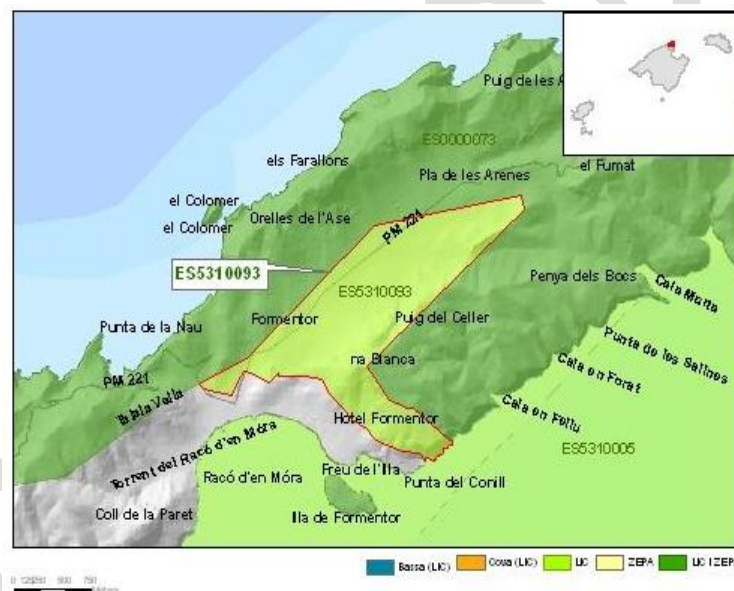 Puig de les A
ES0000073
els Farallons
Pla de les Arenes
el Fumat
el Colomer
Orelles de l'Ase
el Colomer
PM 221
ES5310093
ES5310093
Penya dels Bocs
Cala Murta
Punta de la Nau
Formentor
Puig del Celler
Punta de les Salines
na Blanca
Cala en Forat
PM 221
Bala Vella
Hotel Formentor
Cala en Feliu
Torrent del Racó d'en Móra
ES5310005
Racó d'en Móra
Freu de l'Illa
Punta del Conill
Coll de la Paret
Illa de Formentor
Bassa (LIC)
Cova (LIC)
LIC
ZEPA
LIC I ZEPA